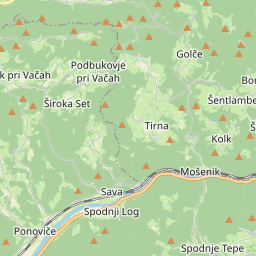 Golče
Podbukovje
pri Vačah
k pri Vačah
Bo
Široka Set
Šentlambe
Tirna
Kolk
Mošenik
Sava
Spodnji Log
Ponoviče
Spodnje Tepe